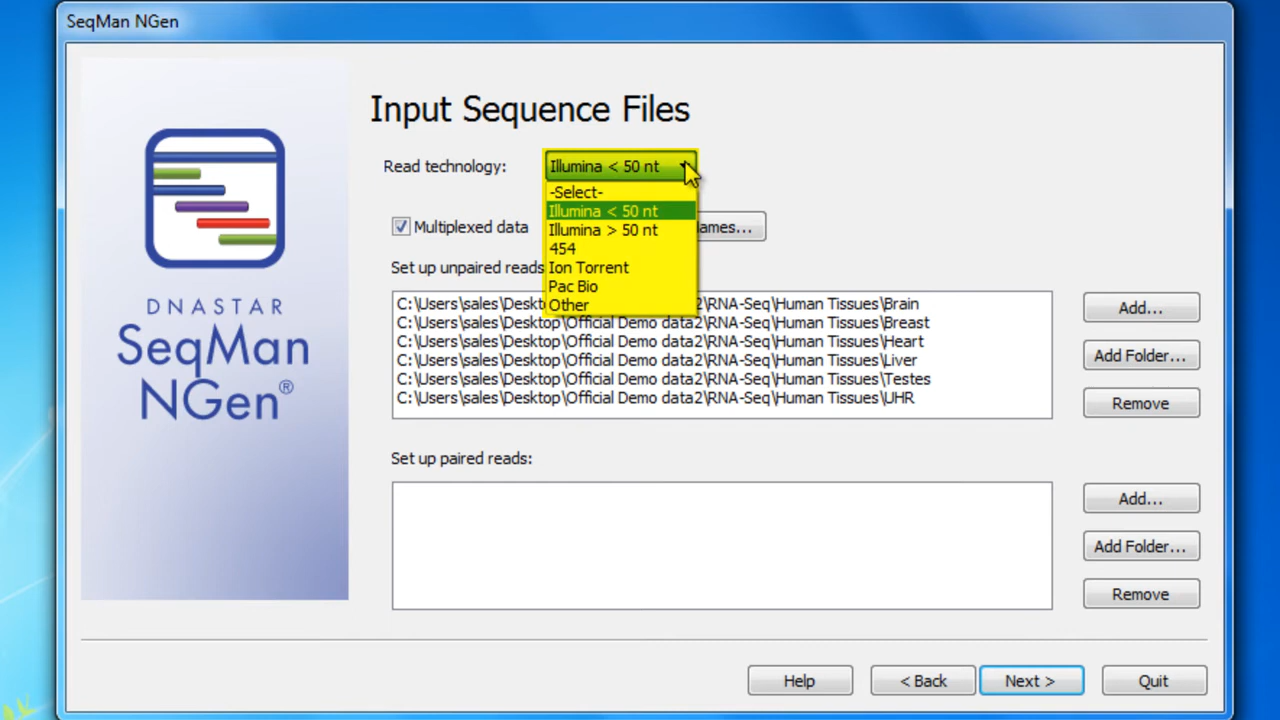 SeqMan NGen
Input Sequence Files
Read technology: Illumina < 50 nt
-Select-
Illumina < 50 nt
Illumina > 50 nt
454
Ion Torrent
Pac Bio
Other
Multiplexed data ames...
Set up unpaired reads
C:\Users\sales\Desktop\Official Demo data2\RNA-Seq\Human Tissues\Brain
C:\Users\sales\Desktop\Official Demo data2\RNA-Seq\Human Tissues\Breast
C:\Users\sales\Desktop\Official Demo data2\RNA-Seq\Human Tissues\Heart
C:\Users\sales\Desktop\Official Demo data2\RNA-Seq\Human Tissues\Liver
C:\Users\sales\Desktop\Official Demo data2\RNA-Seq\Human Tissues\Testes
C:\Users\sales\Desktop\Official Demo data2\RNA-Seq\Human Tissues\UHR
Add...
Add Folder...
Remove
Set up paired reads:
Add...
Add Folder...
Remove
DNASTAR
SeqMan
NGen®
Help
< Back
Next >
Quit